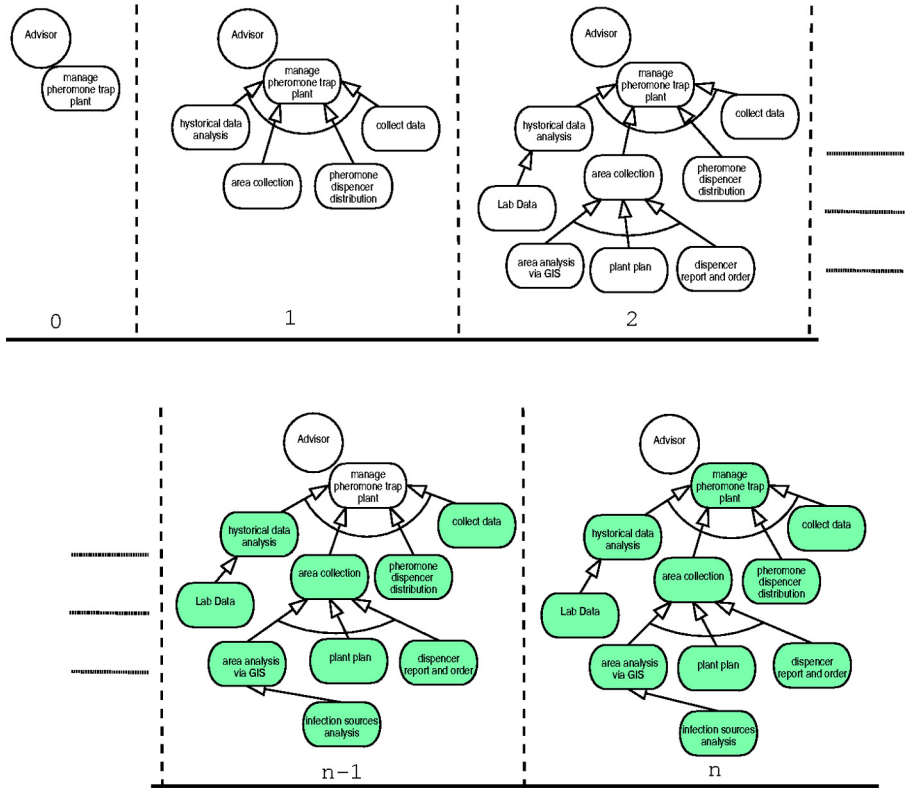 Advisor
manage
pheromone trap
plant
0
Advisor
manage
pheromone trap
plant
hystorical data
analysis
collect data
area collection
pheromone
dispencer
distribution
1
Advisor
manage
pheromone trap
plant
hystorical data
analysis
collect data
area collection
pheromone
dispencer
distribution
Lab Data
area analysis
via GIS
plant plan
dispencer
report and order
2
Advisor
manage
pheromone trap
plant
hystorical data
analysis
collect data
area collection
pheromone
dispencer
distribution
Lab Data
area analysis
via GIS
plant plan
dispencer
report and order
infection sources
analysis
n-1
Advisor
manage
pheromone trap
plant
hystorical data
analysis
collect data
area collection
pheromone
dispencer
distribution
Lab Data
area analysis
via GIS
plant plan
dispencer
report and order
infection sources
analysis
n